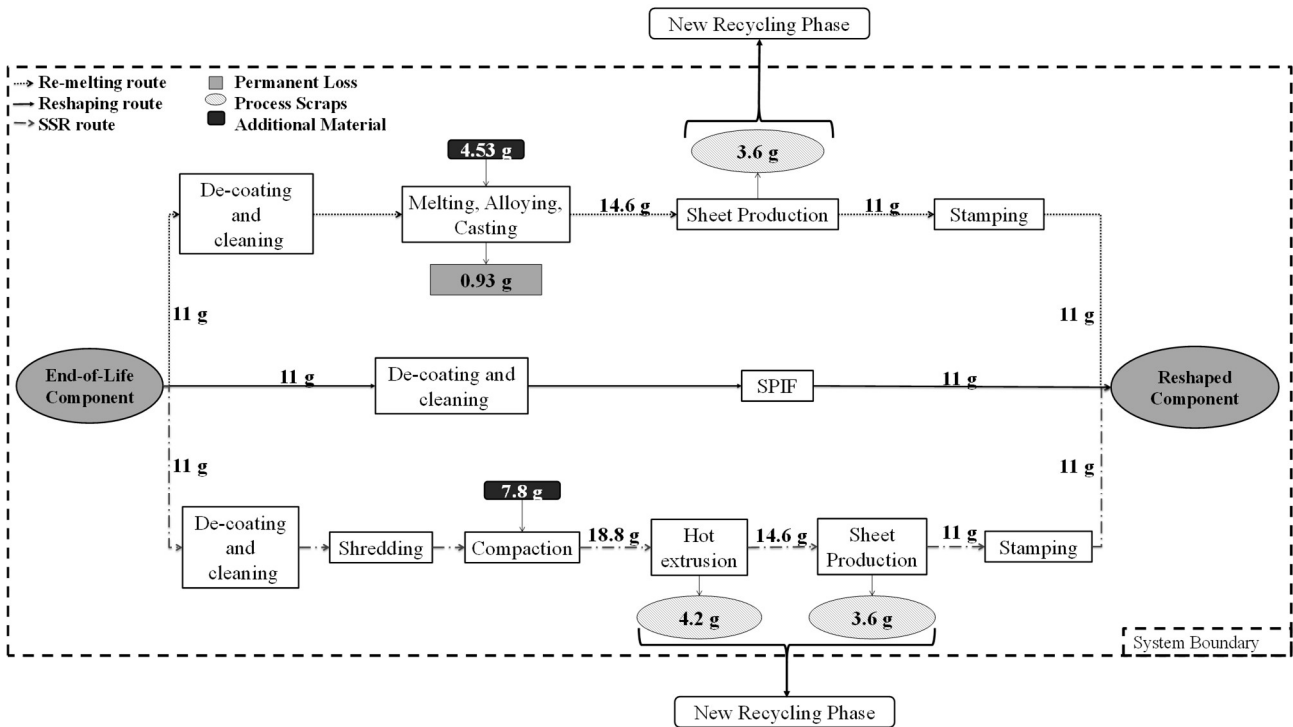 New Recycling Phase
Re-melting route
Reshaping route
SSR route
Permanent Loss
Process Scraps
Additional Material
4.53 g
3.6 g
De-coating
and
cleaning
Melting, Alloying,
Casting
14.6 g
Sheet Production
11 g
Stamping
0.93 g
11 g
11 g
End-of-Life
Component
11 g
De-coating and
cleaning
SPIF
11 g
Reshaped
Component
11 g
11 g
7.8 g
De-coating
and
cleaning
Shredding
Compaction
18.8 g
Hot
extrusion
14.6 g
Sheet
Production
11 g
Stamping
4.2 g
3.6 g
System Boundary
New Recycling Phase